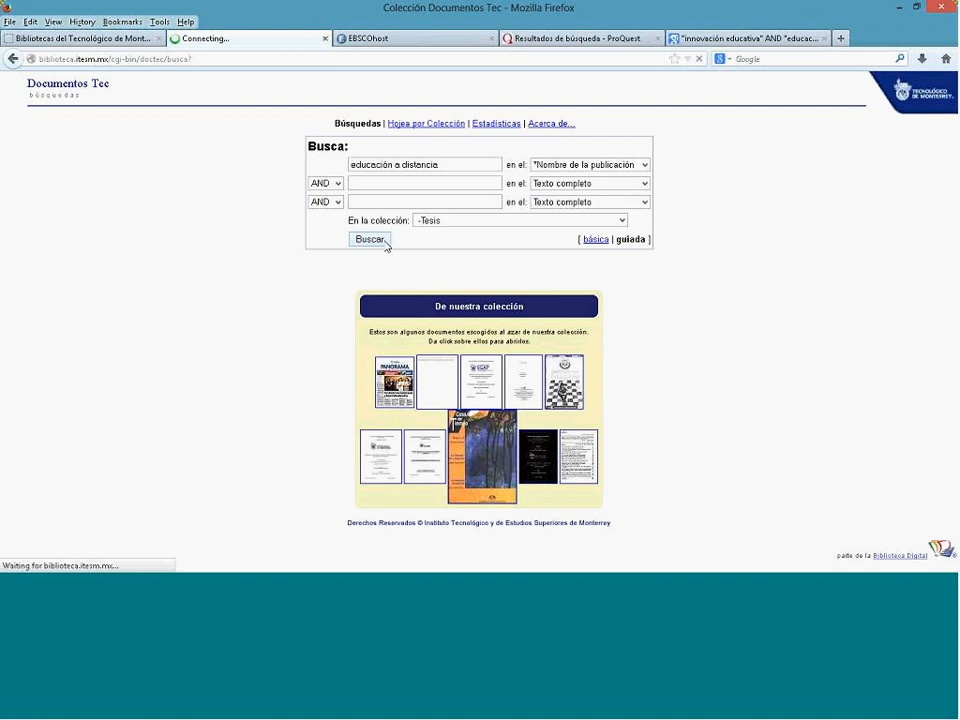 Colección Documentos Tec - Mozilla Firefox
File Edit View History Bookmarks Tools Help
Bibliotecas del Tecnológico de Mont... × Connecting... × EBSCOhost × Resultados de búsqueda - ProQuest × "innovación educativa" AND "educac... × +
biblioteca.itesm.mx/cgi-bin/doctec/busca? Google
Documentos Tec
búsquedas
TECNOLÓGICO
DE MONTERREY.
Búsquedas | Hojea por Colección | Estadísticas | Acerca de...
Busca:
educación a distancia en el: *Nombre de la publicación
AND en el: Texto completo
AND en el: Texto completo
En la colección: -Tesis
Buscar [ básica | guiada ]
De nuestra colección
Estos son algunos documentos escogidos al azar de nuestra colección.
Da click sobre ellos para abrirlos.
PANORAMA
EGAP
Derechos Reservados © Instituto Tecnológico y de Estudios Superiores de Monterrey
parte de la Biblioteca Digital
Waiting for biblioteca.itesm.mx...